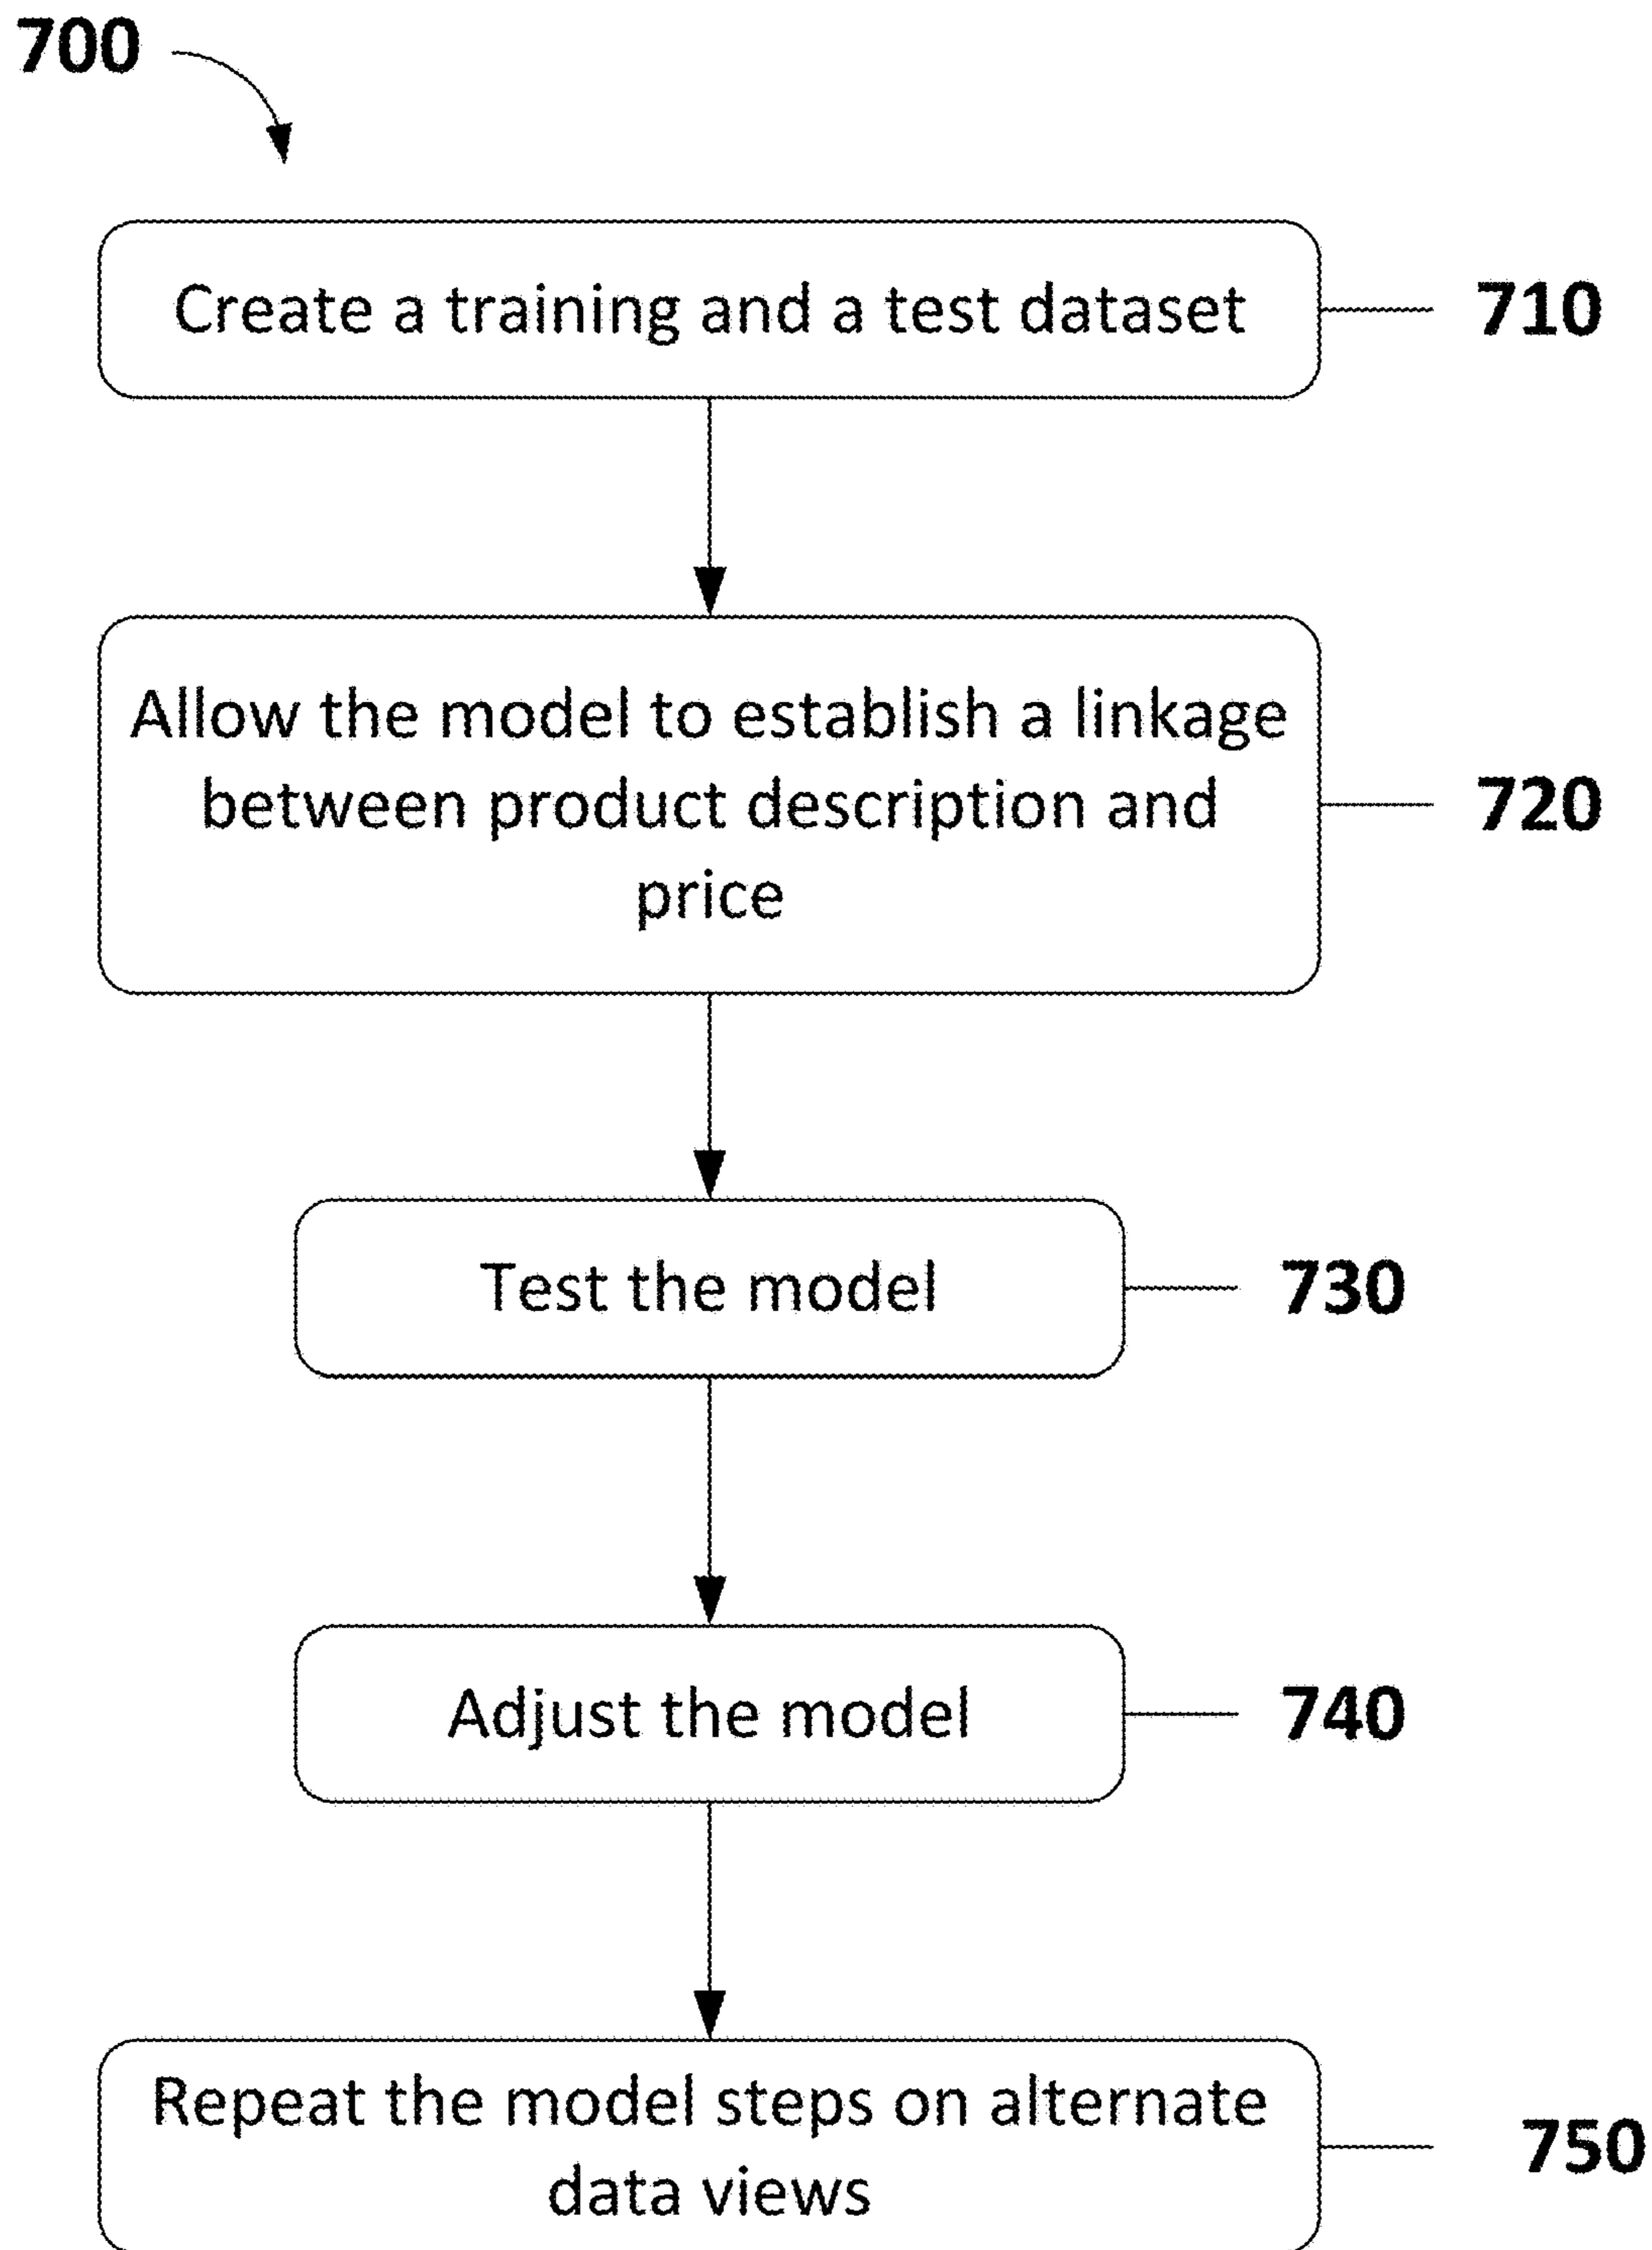 700
Create a training and a test dataset
710
Allow the model to establish a linkage
between product description and
price
720
Test the model
730
Adjust the model
740
Repeat the model steps on alternate
data views
750